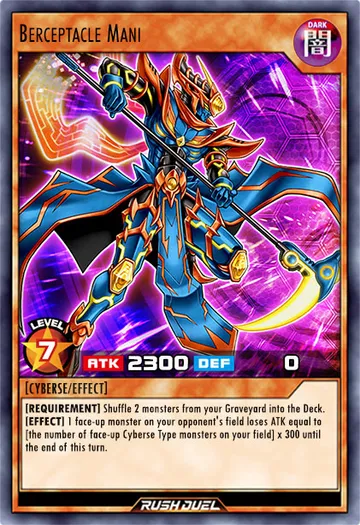 Berceptacle Mani
DARK
闇
LEVEL
7
ATK 2300 DEF 0
[CYBERSE/EFFECT]
[REQUIREMENT] Shuffle 2 monsters from your Graveyard into the Deck.
[EFFECT] 1 face-up monster on your opponent's field loses ATK equal to
[the number of face-up Cyberse Type monsters on your field] x 300 until
the end of this turn.
RUSH DUEL